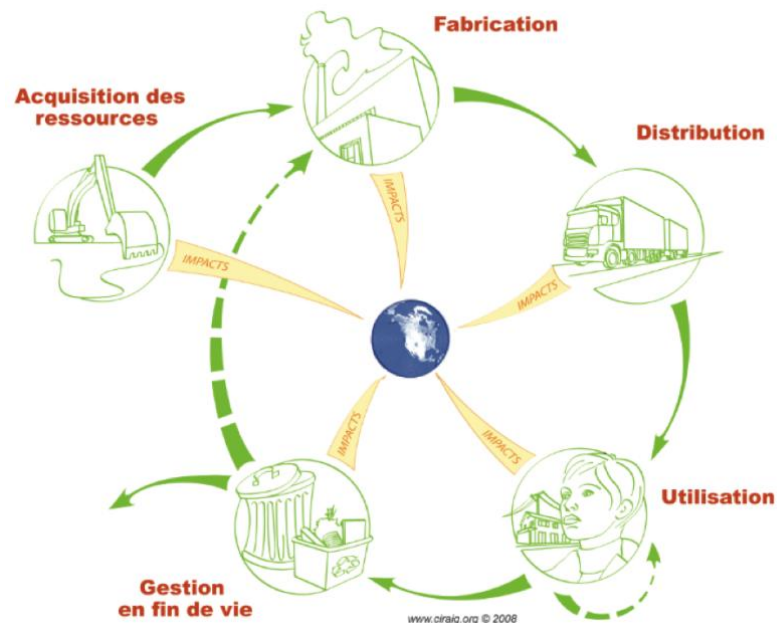 Fabrication
Acquisition des
ressources
Distribution
IMPACTS
IMPACTS
IMPACTS
IMPACTS
IMPACTS
Utilisation
Gestion
en fin de vie
www.ciraig.org © 2008